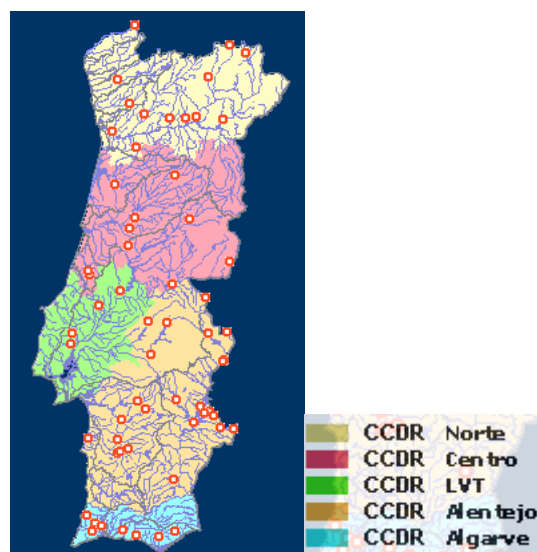 CCDR Norte
CCDR Centro
CCDR LVT
CCDR Alentejo
CCDR Algarve